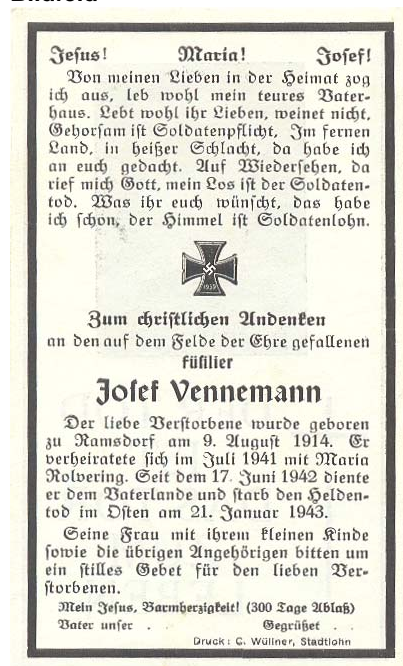 Jesus! Maria! Josef!
Von meinen Lieben in der Heimat zog
ich aus, leb wohl mein teures Vater-
haus. Lebt wohl ihr Lieben, weinet nicht,
Gehorsam ist Soldatenpflicht. Im fernen
Land, in heißer Schlacht, da habe ich
an euch gedacht. Auf Wiedersehen, da
rief mich Gott, mein Los ist der Soldaten-
tod. Was ihr euch wünscht, das habe
ich schon, der Himmel ist Soldatenlohn.
1939
Zum christlichen Andenken
an den auf dem Felde der Ehre gefallenen
Füsilier
Josef Vennemann
Der liebe Verstorbene wurde geboren
zu Ramsdorf am 9. August 1914. Er
verheiratete sich im Juli 1941 mit Maria
Rolvering. Seit dem 17. Juni 1942 diente
er dem Vaterlande und starb den Helden-
tod im Osten am 21. Januar 1943.
Seine Frau mit ihrem kleinen Kinde
sowie die übrigen Angehörigen bitten um
ein stilles Gebet für den lieben Ver-
storbenen.
Mein Jesus, Barmherzigkeit! (300 Tage Ablaß)
Vater unser . . Gegrüßet . .
Druck: C. Wüllner, Stadtlohn